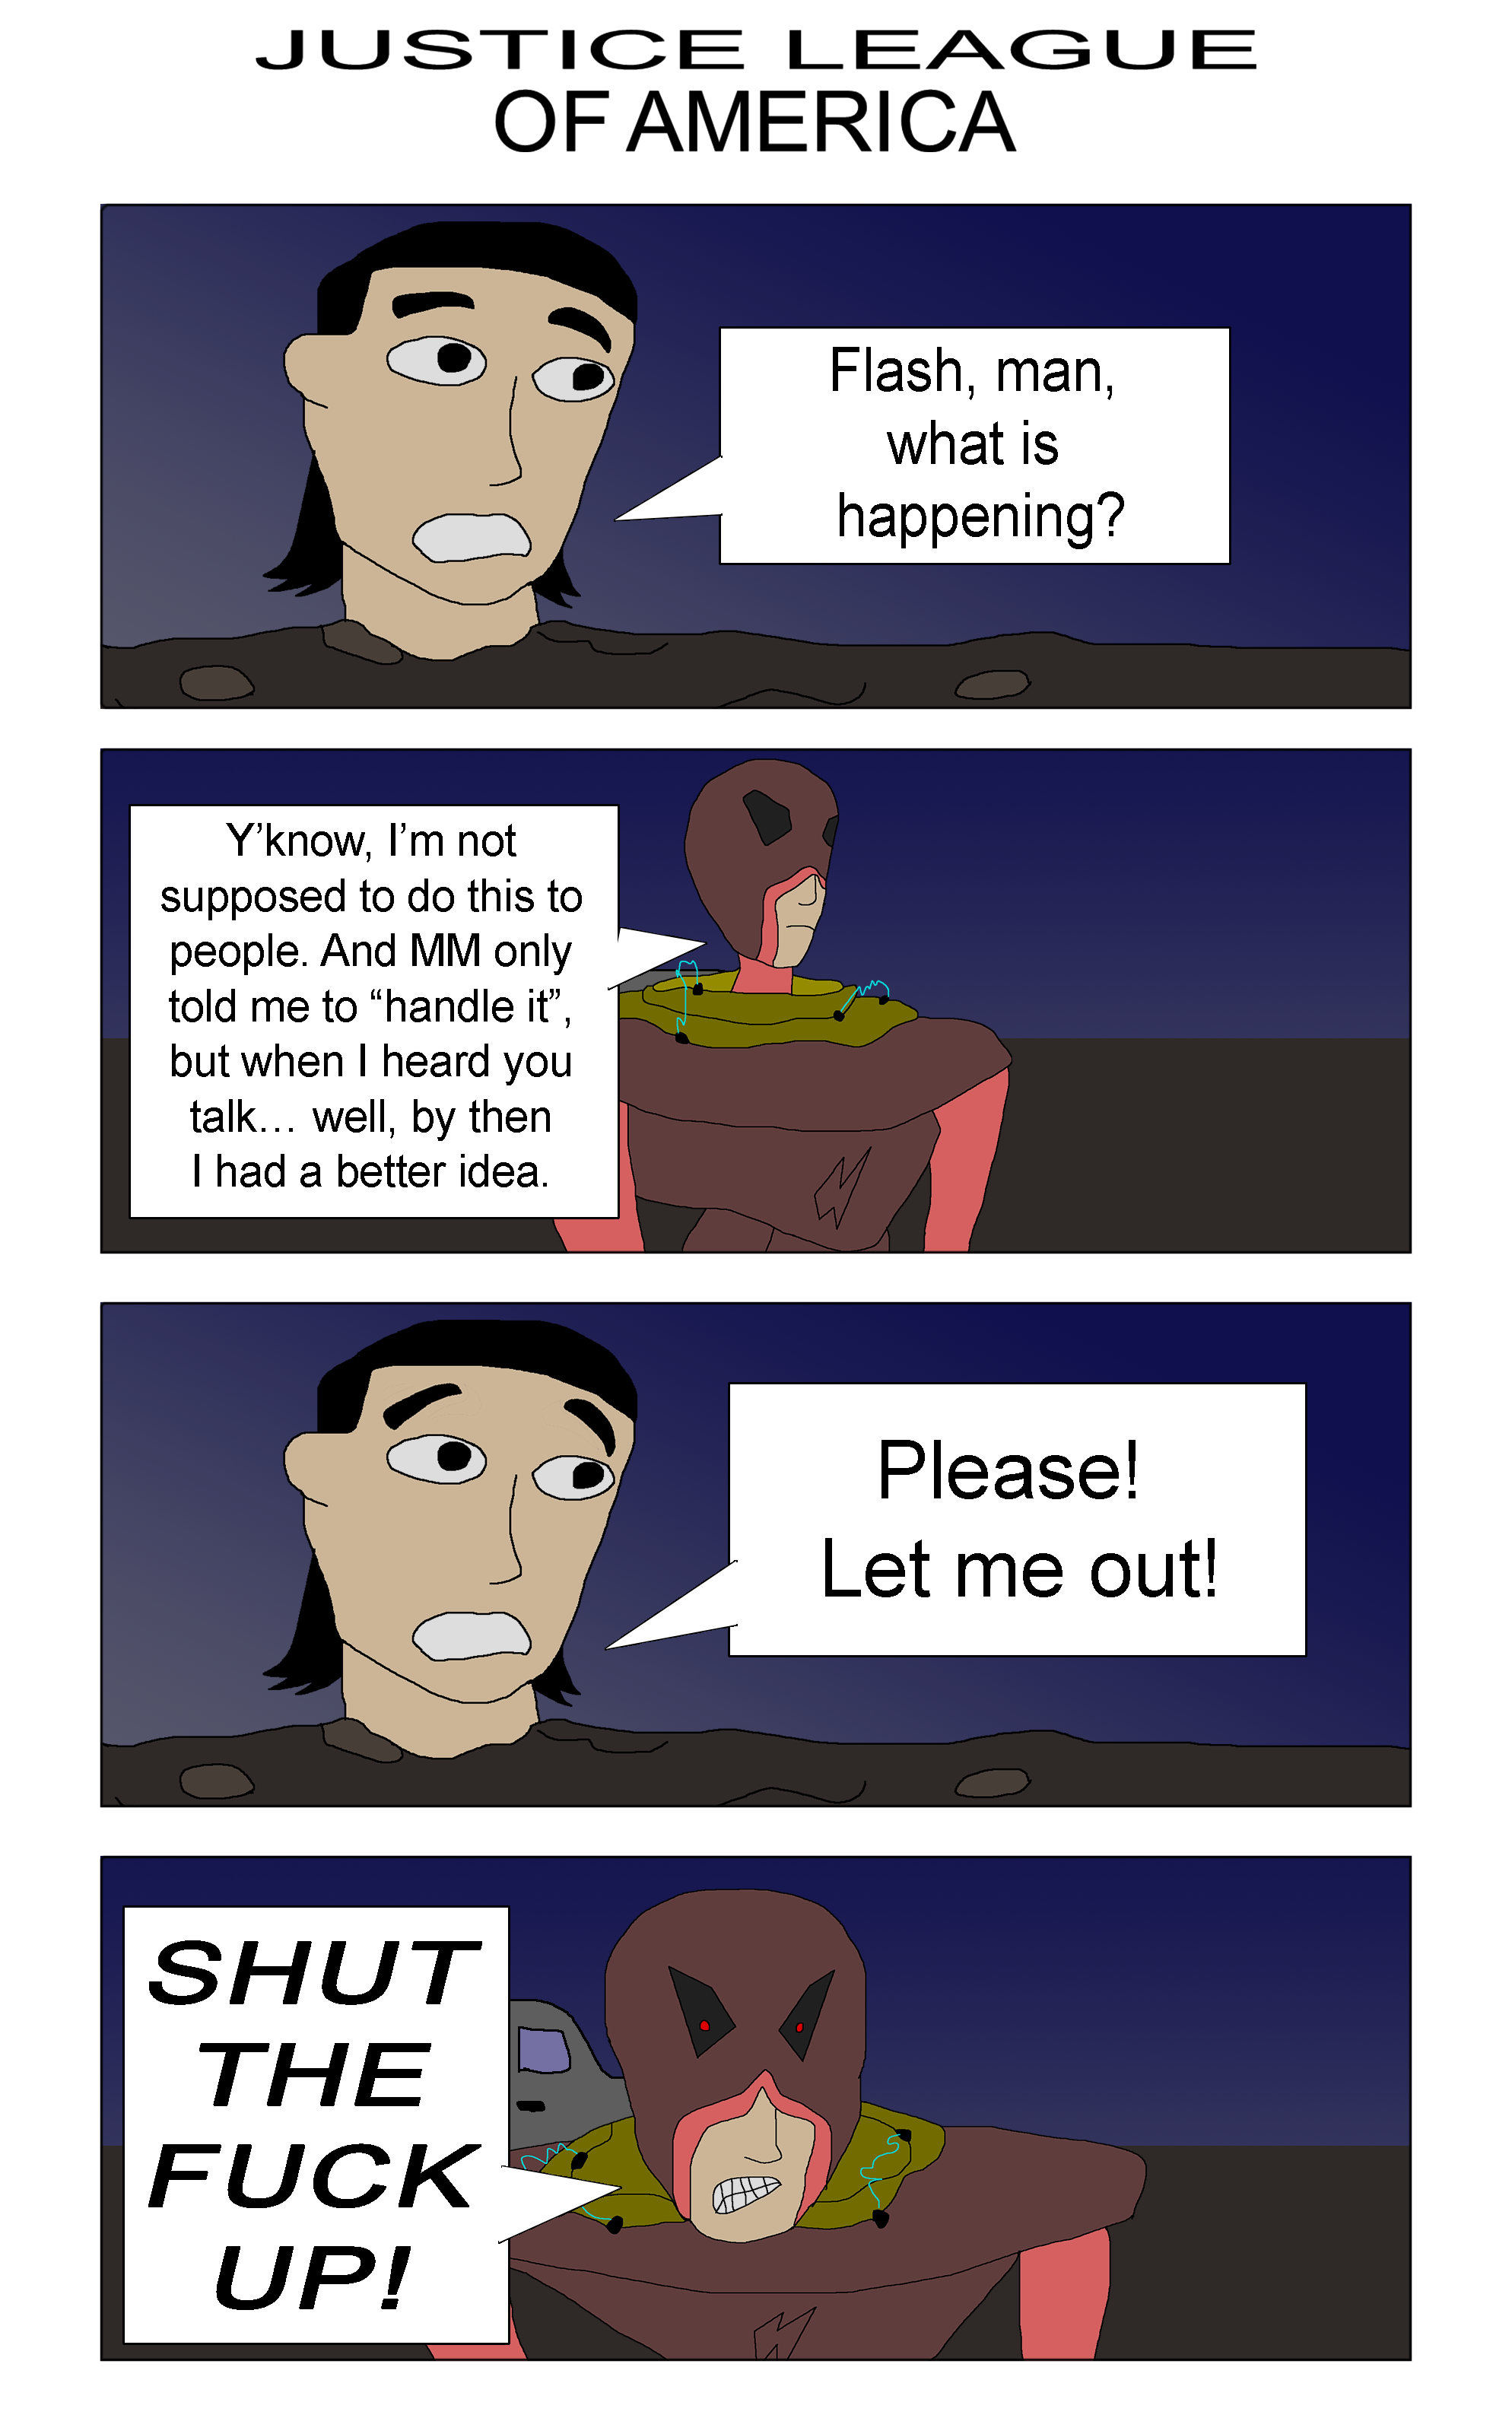 JUSTICE LEAGUE
OF AMERICA
Flash, man,
what is
happening?
Y’know, I’m not
supposed to do this to
people. And MM only
told me to “handle it”,
but when I heard you
talk… well, by then
I had a better idea.
Please!
Let me out!
SHUT
THE
FUCK
UP!